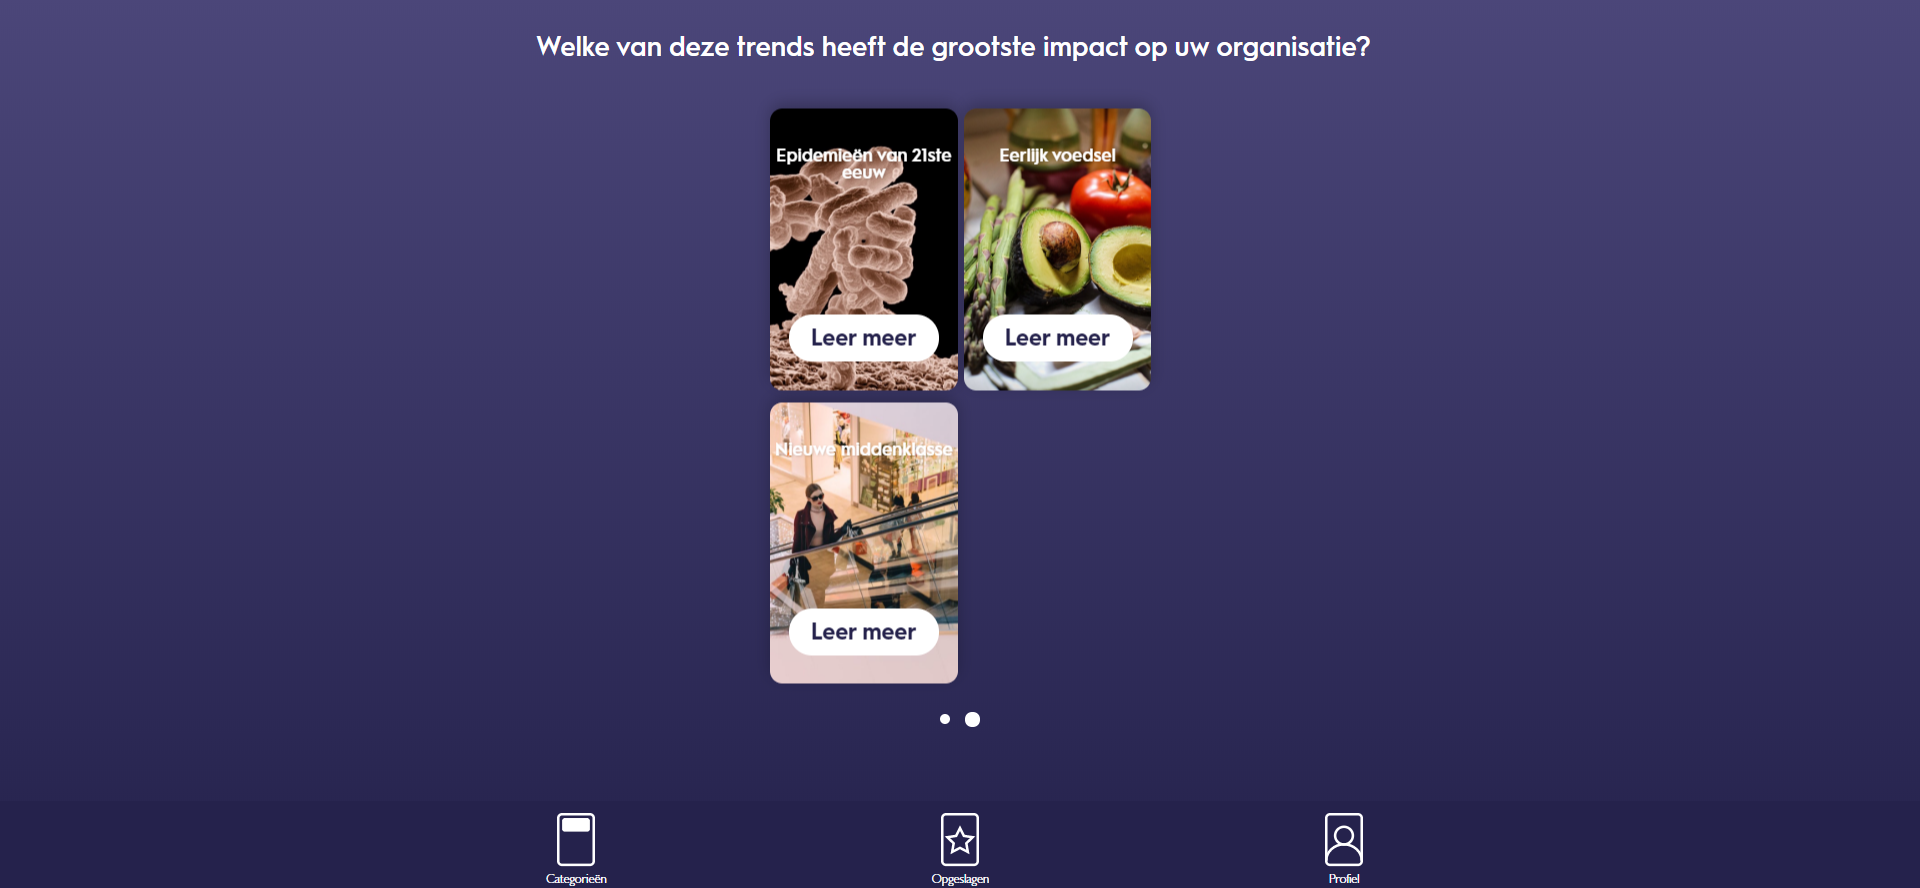 Welke van deze trends heeft de grootste impact op uw organisatie?
Epidemieën van 21ste
eeuw
Eerlijk voedsel
Leer meer
Leer meer
Nieuwe middenklasse
Leer meer
Categorieën
Opgeslagen
Profiel